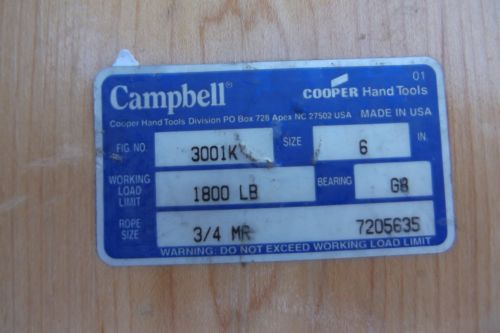 01
Campbell® COOPER Hand Tools
Cooper Hand Tools Division PO Box 728 Apex NC 27502 USA MADE IN USA
FIG. NO. 3001K SIZE 6 IN.
WORKING LOAD LIMIT 1800 LB BEARING GB
ROPE SIZE 3/4 MR 7205635
WARNING: DO NOT EXCEED WORKING LOAD LIMIT